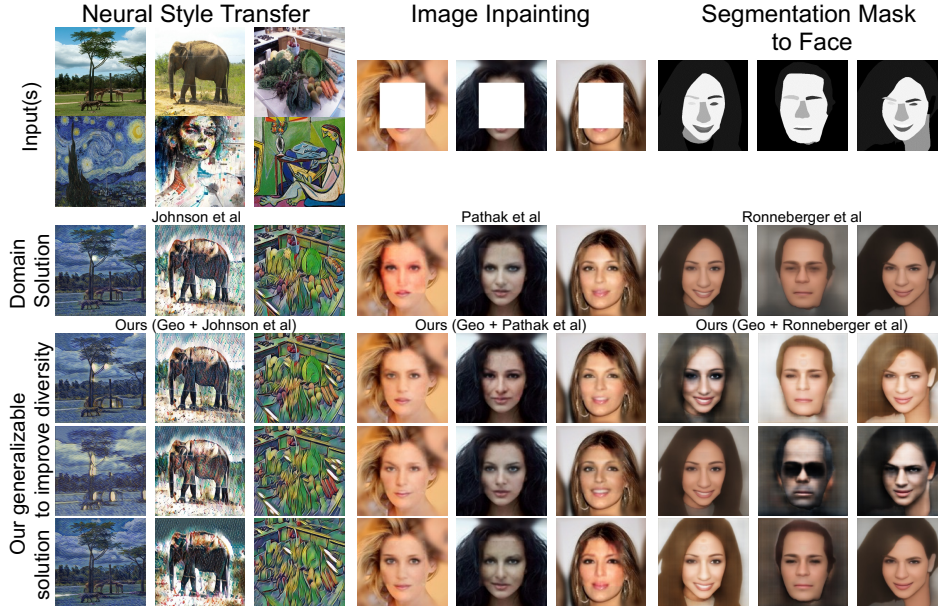 Neural Style Transfer
Image Inpainting
Segmentation Mask
to Face
Input(s)
Johnson et al
Pathak et al
Ronneberger et al
Domain
Solution
Ours (Geo + Johnson et al)
Ours (Geo + Pathak et al)
Ours (Geo + Ronneberger et al)
Our generalizable
solution to improve diversity